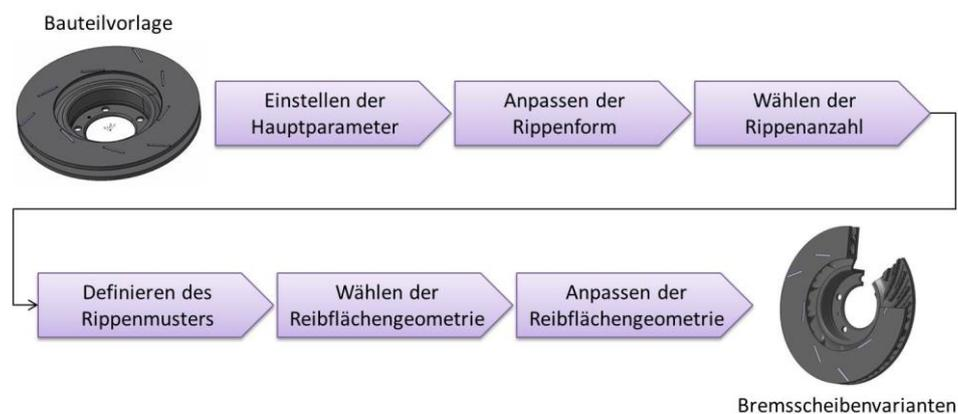 Bauteilvorlage
Einstellen der
Hauptparameter
Anpassen der
Rippenform
Wählen der
Rippenanzahl
Definieren des
Rippenmusters
Wählen der
Reibflächengeometrie
Anpassen der
Reibflächengeometrie
Bremsscheibenvarianten